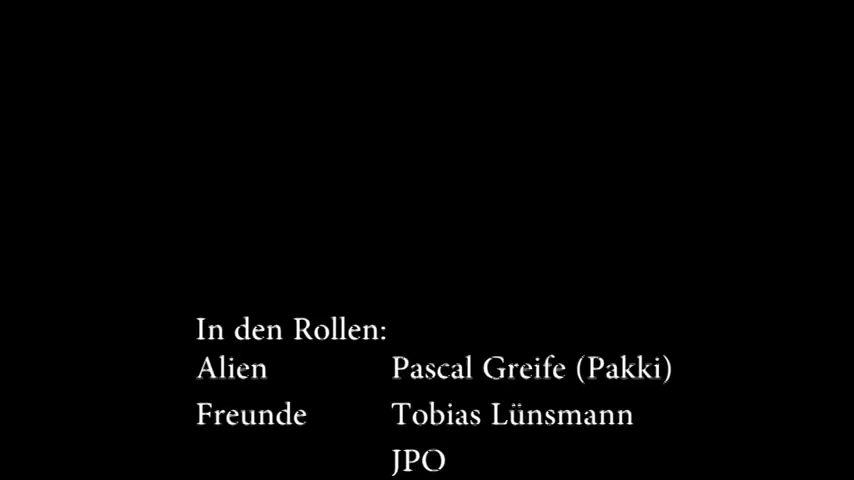 In den Rollen:
Alien Pascal Greife (Pakki)
Freunde Tobias Lünsmann
JPO